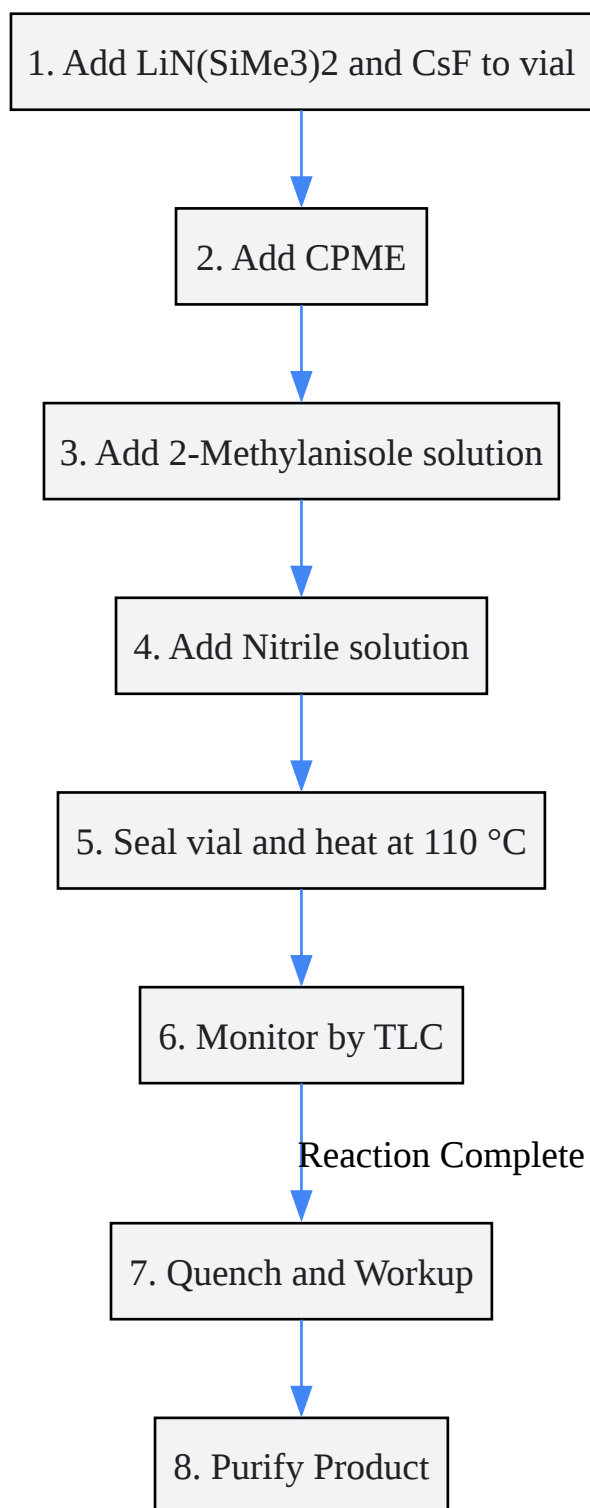 1. Add LiN(SiMe3)2 and CsF to vial
2. Add CPME
3. Add 2-Methylanisole solution
4. Add Nitrile solution
5. Seal vial and heat at 110 °C
6. Monitor by TLC
Reaction Complete
7. Quench and Workup
8. Purify Product